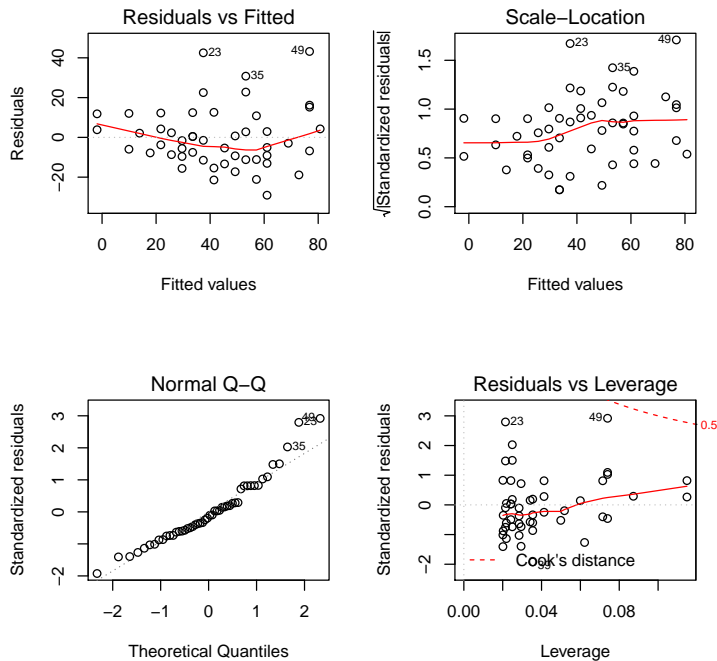 Residuals vs Fitted
Residuals
40
20
0
−20
0 20 40 60 80
Fitted values
23
49
35
Scale−Location
√|Standardized residuals|
1.5
1.0
0.5
0.0
0 20 40 60 80
Fitted values
23
49
35
Normal Q−Q
Standardized residuals
3
2
1
0
−1
−2
−2 −1 0 1 2
Theoretical Quantiles
49
23
35
Residuals vs Leverage
Standardized residuals
3
2
1
0
−2
0.00 0.04 0.08
Leverage
23
49
0.5
Cook's distance